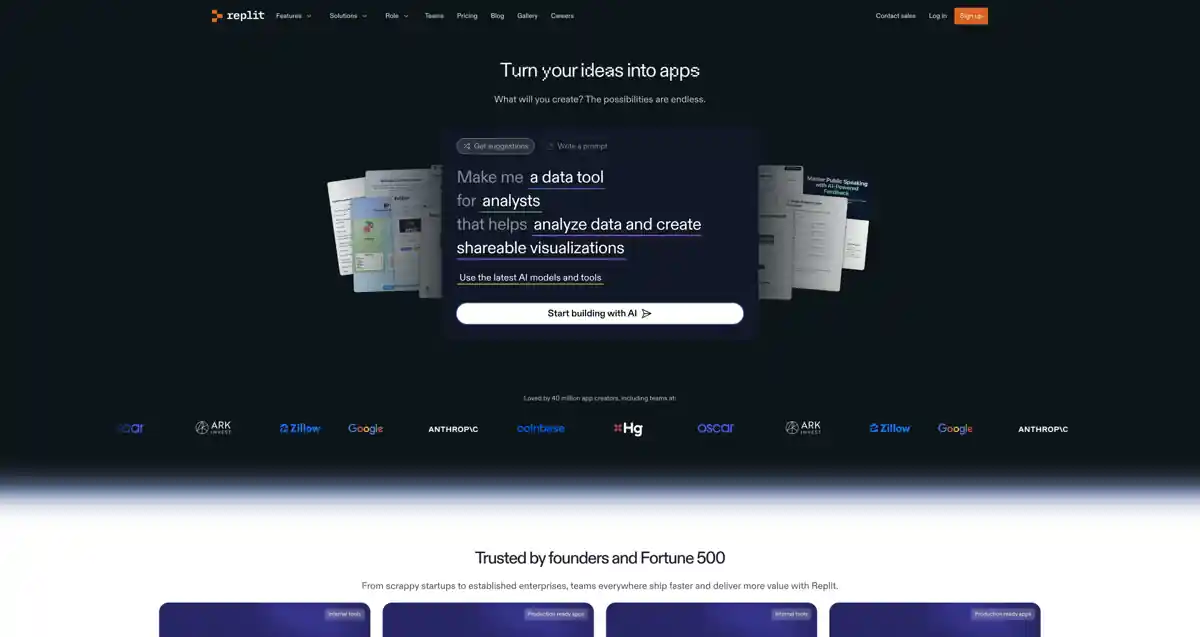 replit Features Solutions Role Teams Pricing Blog Gallery Careers Contact sales Log in Sign up
Turn your ideas into apps
What will you create? The possibilities are endless.
Get suggestions Write a prompt
Make me a data tool
for analysts
that helps analyze data and create
shareable visualizations
Use the latest AI models and tools
Start building with AI
Master Public Speaking
with AI-Powered
Feedback
Loved by 40 million app creators, including teams at:
ar ARK INVEST Zillow Google ANTHROP\C coinbase Hg oscar ARK INVEST Zillow Google ANTHROP\C
Trusted by founders and Fortune 500
From scrappy startups to established enterprises, teams everywhere ship faster and deliver more value with Replit.
Internal tools Production ready apps Internal tools Production ready apps